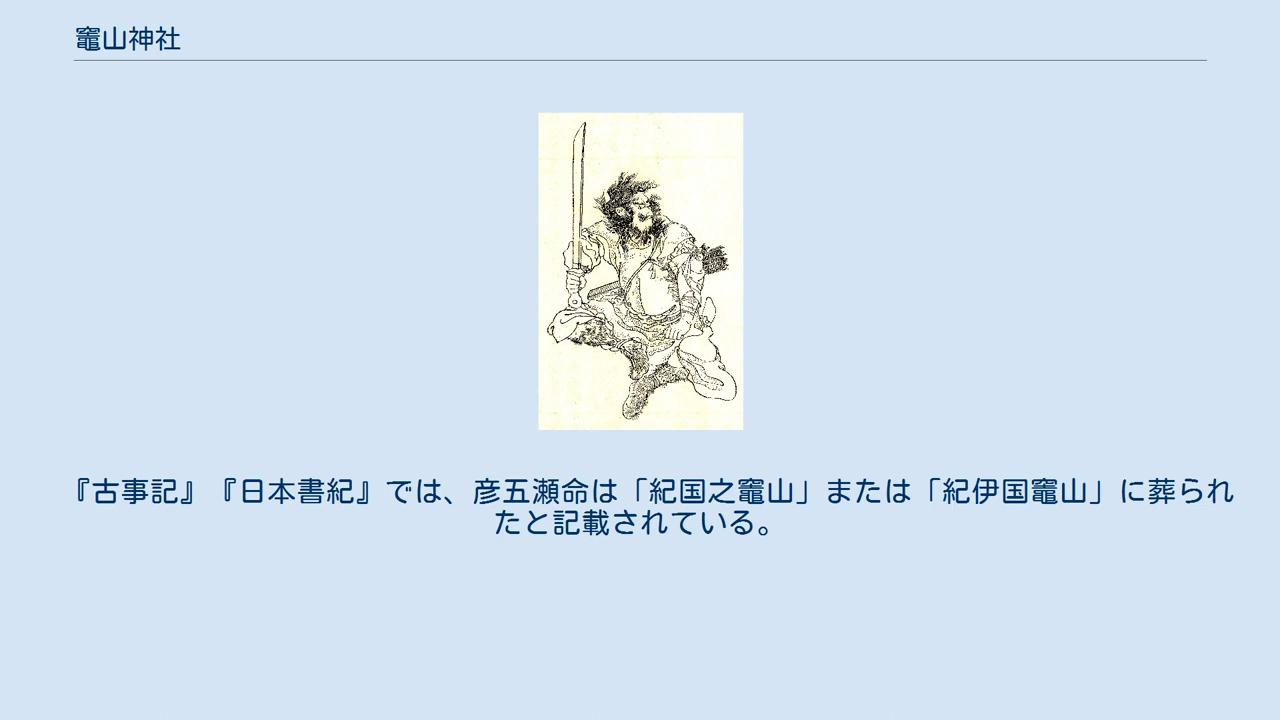 竈山神社
『古事記』『日本書紀』では、彦五瀬命は「紀国之竈山」または「紀伊国竈山」に葬られ
たと記載されている。